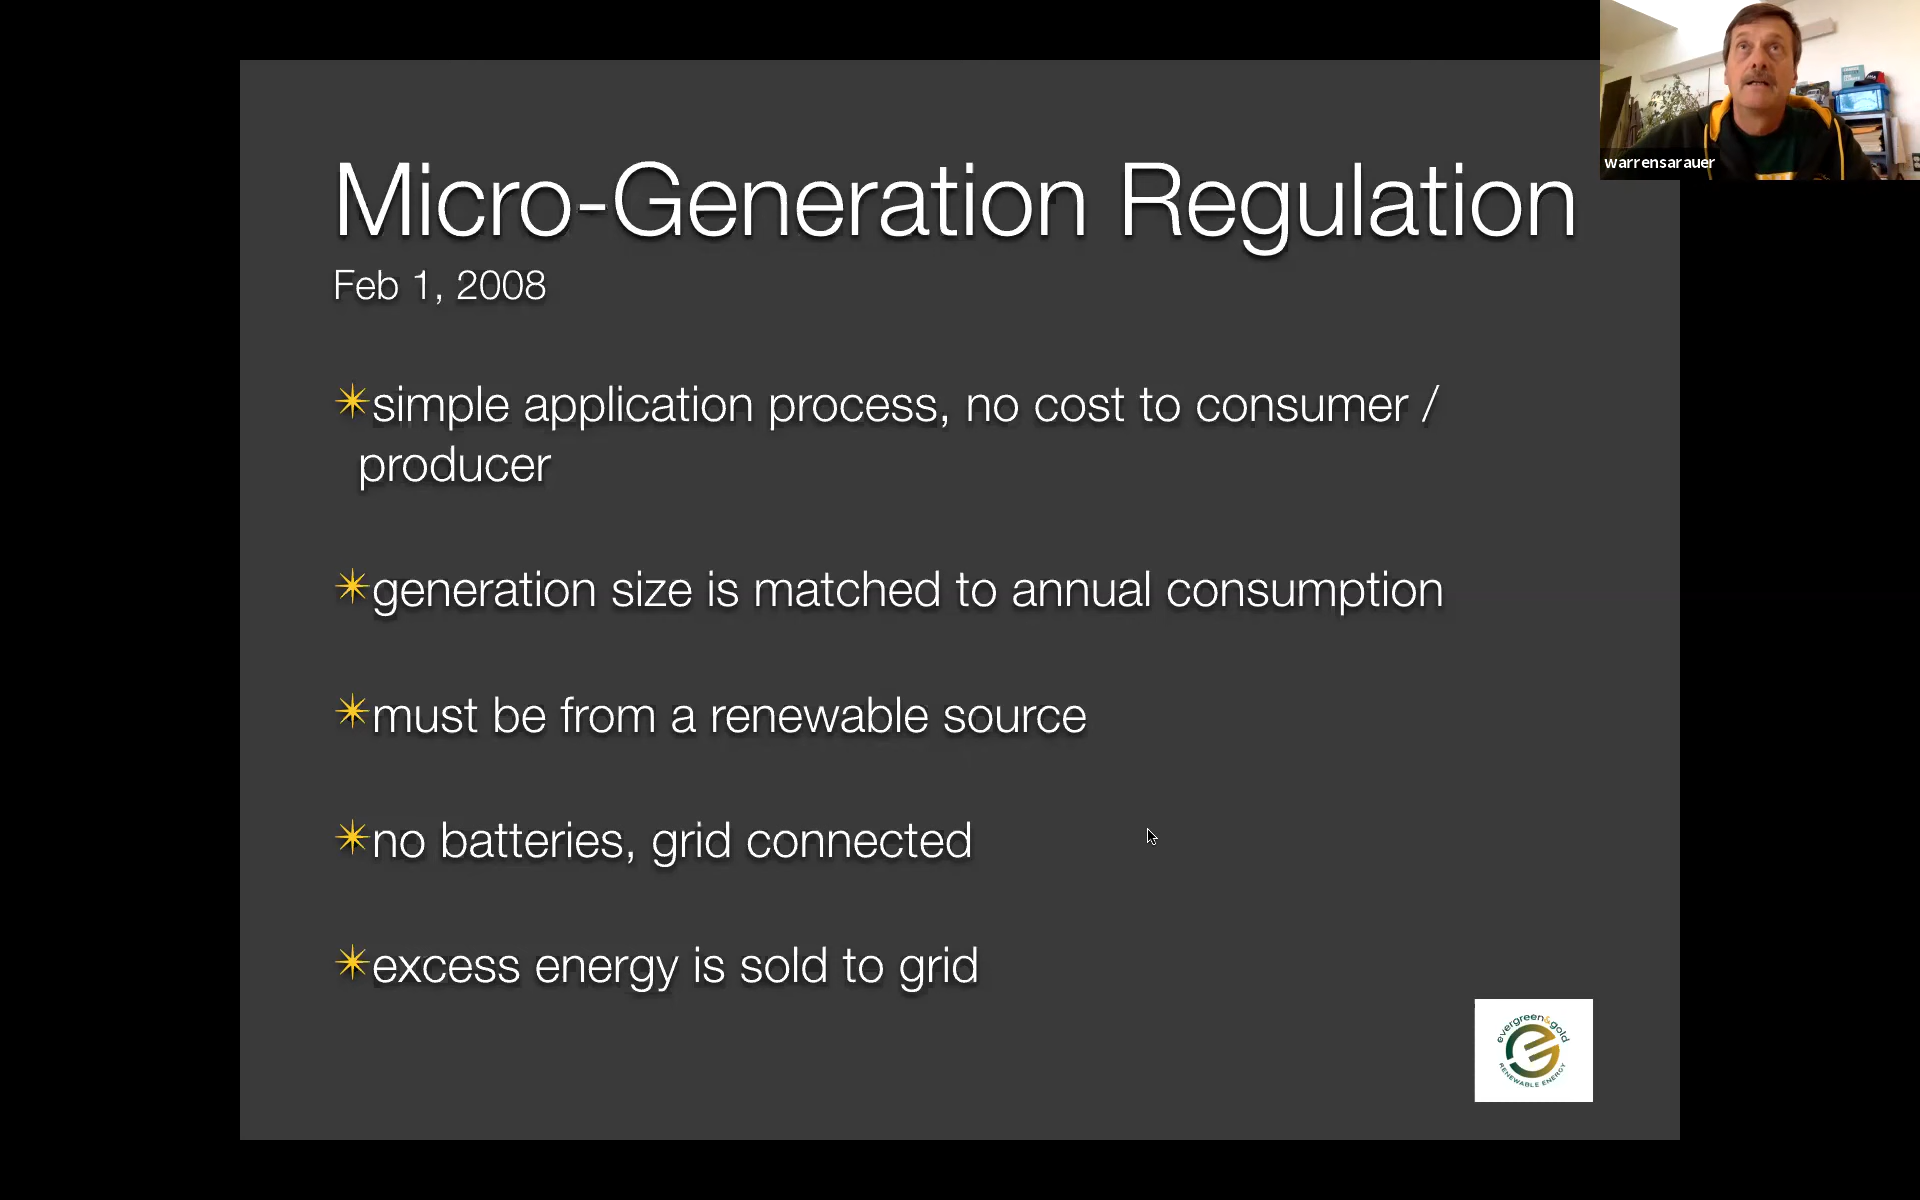 Micro-Generation Regulation
Feb 1, 2008
simple application process, no cost to consumer /
producer
generation size is matched to annual consumption
must be from a renewable source
no batteries, grid connected
excess energy is sold to grid
warrensarauer
evergreen&gold
RENEWABLE ENERGY